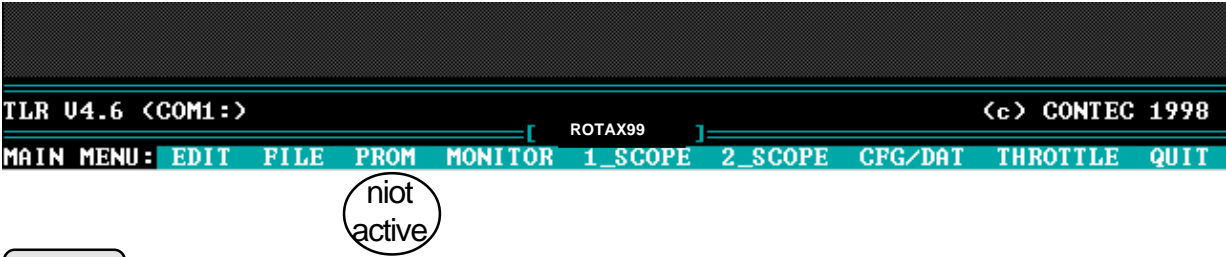 TLR V4.6 (COM1:) (c) CONTEC 1998
[ ROTAX99 ]
MAIN MENU: EDIT FILE PROM MONITOR 1_SCOPE 2_SCOPE CFG/DAT THROTTLE QUIT
niot
active